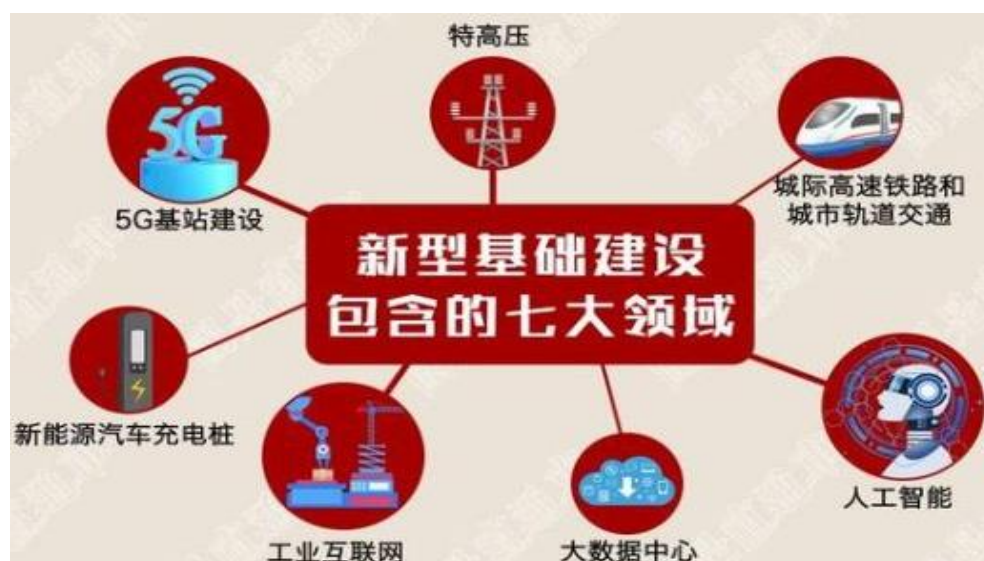 特高压
5G
5G基站建设
城际高速铁路和
城市轨道交通
新型基础建设
包含的七大领域
新能源汽车充电桩
人工智能
工业互联网
大数据中心